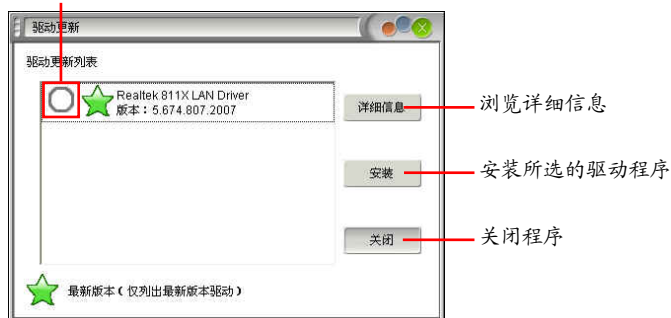 驱动更新
驱动更新列表
Realtek 811X LAN Driver
版本：5.674.807.2007
详细信息
浏览详细信息
安装
安装所选的驱动程序
关闭
关闭程序
最新版本（仅列出最新版本驱动）